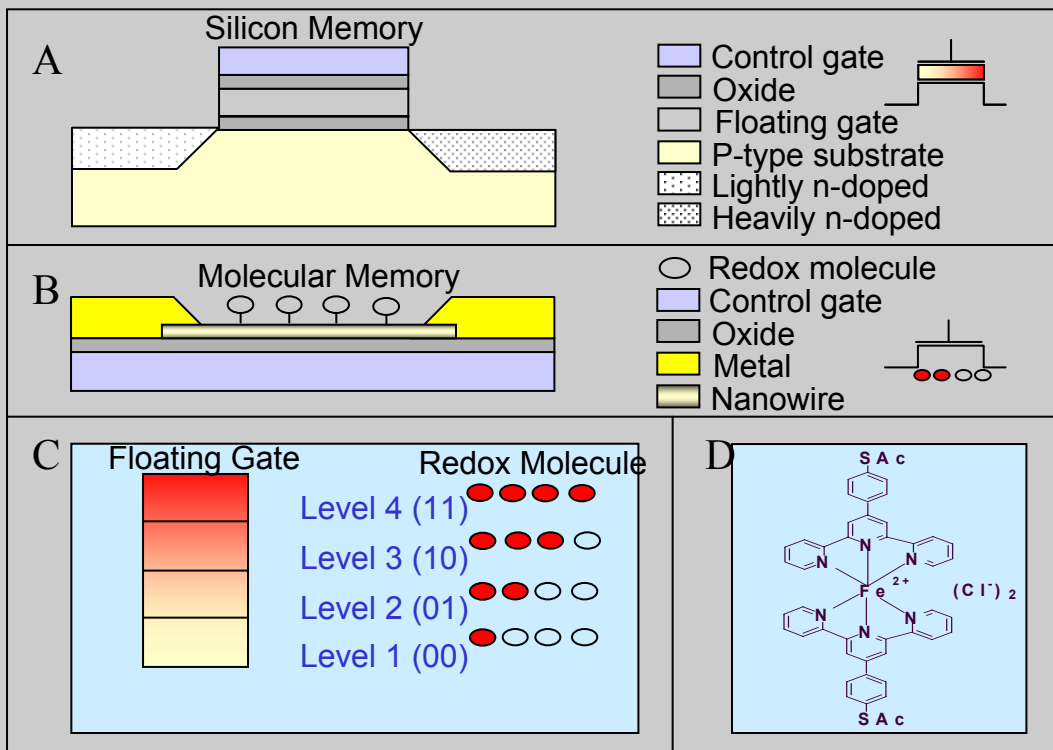 A
Silicon Memory
Control gate
Oxide
Floating gate
P-type substrate
Lightly n-doped
Heavily n-doped
B
Molecular Memory
Redox molecule
Control gate
Oxide
Metal
Nanowire
C
Floating Gate
Redox Molecule
Level 4 (11)
Level 3 (10)
Level 2 (01)
Level 1 (00)
D
SAc
N
N N
Fe 2+
(Cl-)2
N N
N
SAc